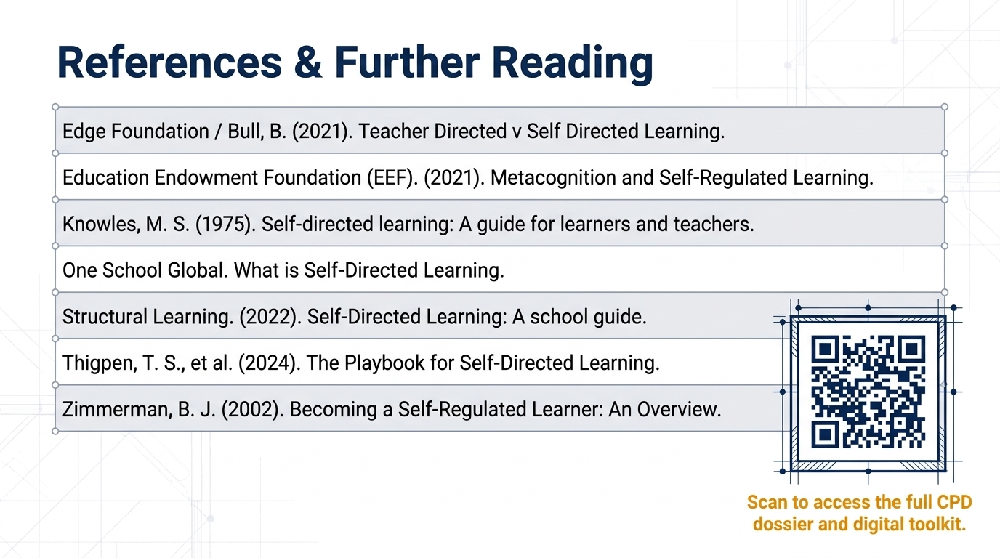 References & Further Reading
Edge Foundation / Bull, B. (2021). Teacher Directed v Self Directed Learning.
Education Endowment Foundation (EEF). (2021). Metacognition and Self-Regulated Learning.
Knowles, M. S. (1975). Self-directed learning: A guide for learners and teachers.
One School Global. What is Self-Directed Learning.
Structural Learning. (2022). Self-Directed Learning: A school guide.
Thigpen, T. S., et al. (2024). The Playbook for Self-Directed Learning.
Zimmerman, B. J. (2002). Becoming a Self-Regulated Learner: An Overview.
Scan to access the full CPD
dossier and digital toolkit.